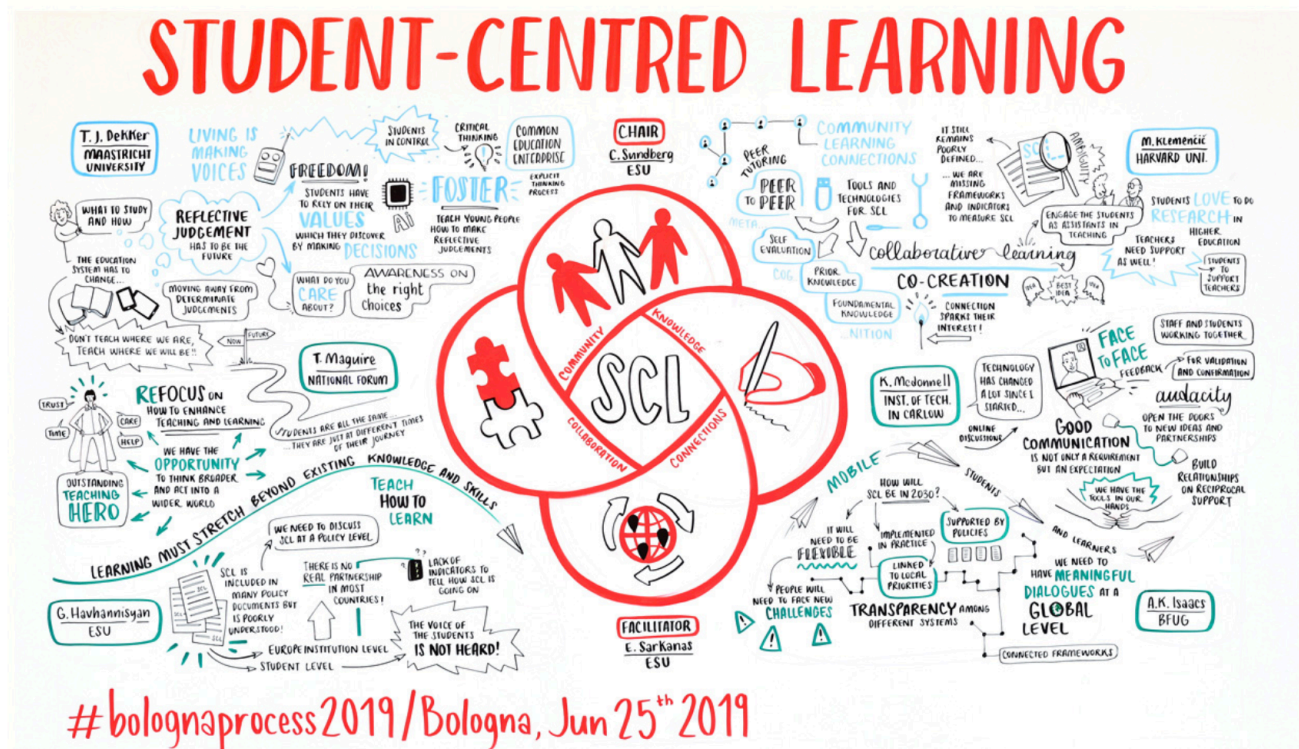 STUDENT-CENTRED LEARNING
T. J. DeKKer
MAASTRICHT
UNIVERSITY
LIVING IS
MAKING
VOICES
FREEDOM!
STUDENTS
IN CONTROL
CRITICAL
THINKING
COMMON
EDUCATION
ENTERPRISE
EXPLICIT
THINKING
PROCESS
STUDENTS HAVE
TO RELY ON THEIR
VALUES
WHICH THEY DISCOVER
BY MAKING DECISIONS
AI
FOSTER
TEACH YOUNG PEOPLE
HOW TO MAKE
REFLECTIVE
JUDGEMENTS
WHAT TO STUDY
AND HOW
REFLECTIVE
JUDGEMENT
HAS TO BE THE
FUTURE
THE EDUCATION
SYSTEM HAS TO
CHANGE...
MOVING AWAY FROM
DETERMINATE
JUDGEMENTS
WHAT DO YOU
CARE
ABOUT?
AWARENESS ON
the right
choices
DON'T TEACH WHERE WE ARE,
TEACH WHERE WE WILL BE!!
NOW
FUTURE
CHAIR
C. Sundberg
ESU
PEER
TUTORING
COMMUNITY
LEARNING
CONNECTIONS
PEER
TO PEER
TOOLS AND
TECHNOLOGIES
FOR SCL
META
SELF
EVALUATION
COG
PRIOR
KNOWLEDGE
FOUNDAMENTAL
KNOWLEDGE
...NITION
collaborative learning
CO-CREATION
CONNECTION
SPARKS THEIR
INTEREST!
IT STILL
REMAINS
POORLY
DEFINED...
...WE ARE
MISSING
FRAMEWORKS
AND INDICATORS
TO MEASURE SCL
AMBIGUITY
M. Klemenčič
HARVARD UNI.
ENGAGE THE STUDENTS
AS ASSISTANTS IN
TEACHING
STUDENTS LOVE TO DO
RESEARCH IN
HIGHER
EDUCATION
TEACHERS
NEED SUPPORT
AS WELL!
STUDENTS
TO
SUPPORT
TEACHERS
IDEA
BEST
IDEA
IDEA
T. Maguire
NATIONAL FORUM
REFOCUS ON
HOW TO ENHANCE
TEACHING AND LEARNING
TRUST
TIME
CARE
HELP
STUDENTS ARE ALL THE SAME...
...THEY ARE JUST AT DIFFERENT TIMES
OF THEIR JOURNEY
WE HAVE THE
OPPORTUNITY
TO THINK BROADER
AND ACT INTO A
WIDER WORLD
OUTSTANDING
TEACHING
HERO
LEARNING MUST STRETCH BEYOND EXISTING KNOWLEDGE AND SKILLS
TEACH
HOW TO
LEARN
COMMUNITY
KNOWLEDGE
SCL
COLLABORATION
CONNECTIONS
K. Mcdonnell
INST. OF TECH.
IN CARLOW
TECHNOLOGY
HAS CHANGED
A LOT SINCE I
STARTED...
ONLINE
DISCUSSIONS
FACE
TO FACE
FEEDBACK
STAFF AND STUDENTS
WORKING TOGETHER
FOR VALIDATION
AND CONFIRMATION
audacity
OPEN THE DOORS
TO NEW IDEAS AND
PARTNERSHIPS
GOOD
COMMUNICATION
IS NOT ONLY A REQUIREMENT
BUT AN EXPECTATION
BUILD
RELATIONSHIPS
ON RECIPROCAL
SUPPORT
WE HAVE THE
TOOLS IN OUR
HANDS
G. Hovhannisyan
ESU
SCL IS
INCLUDED IN
MANY POLICY
DOCUMENTS BUT
IS POORLY
UNDERSTOOD!
WE NEED TO DISCUSS
SCL AT A POLICY LEVEL
THERE IS NO
REAL PARTNERSHIP
IN MOST
COUNTRIES!
LACK OF
INDICATORS TO
TELL HOW SCL IS
GOING ON
THE VOICE OF
THE STUDENTS
IS NOT HEARD!
EUROPE INSTITUTION LEVEL
STUDENT LEVEL
FACILITATOR
E. Sarkanas
ESU
MOBILE
STUDENTS
AND LEARNERS
HOW WILL
SCL BE IN 2030?
IT WILL
NEED TO BE
FLEXIBLE
IMPLEMENTED
IN PRACTICE
SUPPORTED BY
POLICIES
LINKED
TO LOCAL
PRIORITIES
PEOPLE WILL
NEED TO FACE NEW
CHALLENGES
TRANSPARENCY AMONG
DIFFERENT SYSTEMS
WE NEED TO
HAVE MEANINGFUL
DIALOGUES AT A
GLOBAL
LEVEL
CONNECTED FRAMEWORKS
A.K. Isaacs
BFUG
#bolognaprocess2019/Bologna, Jun 25th 2019